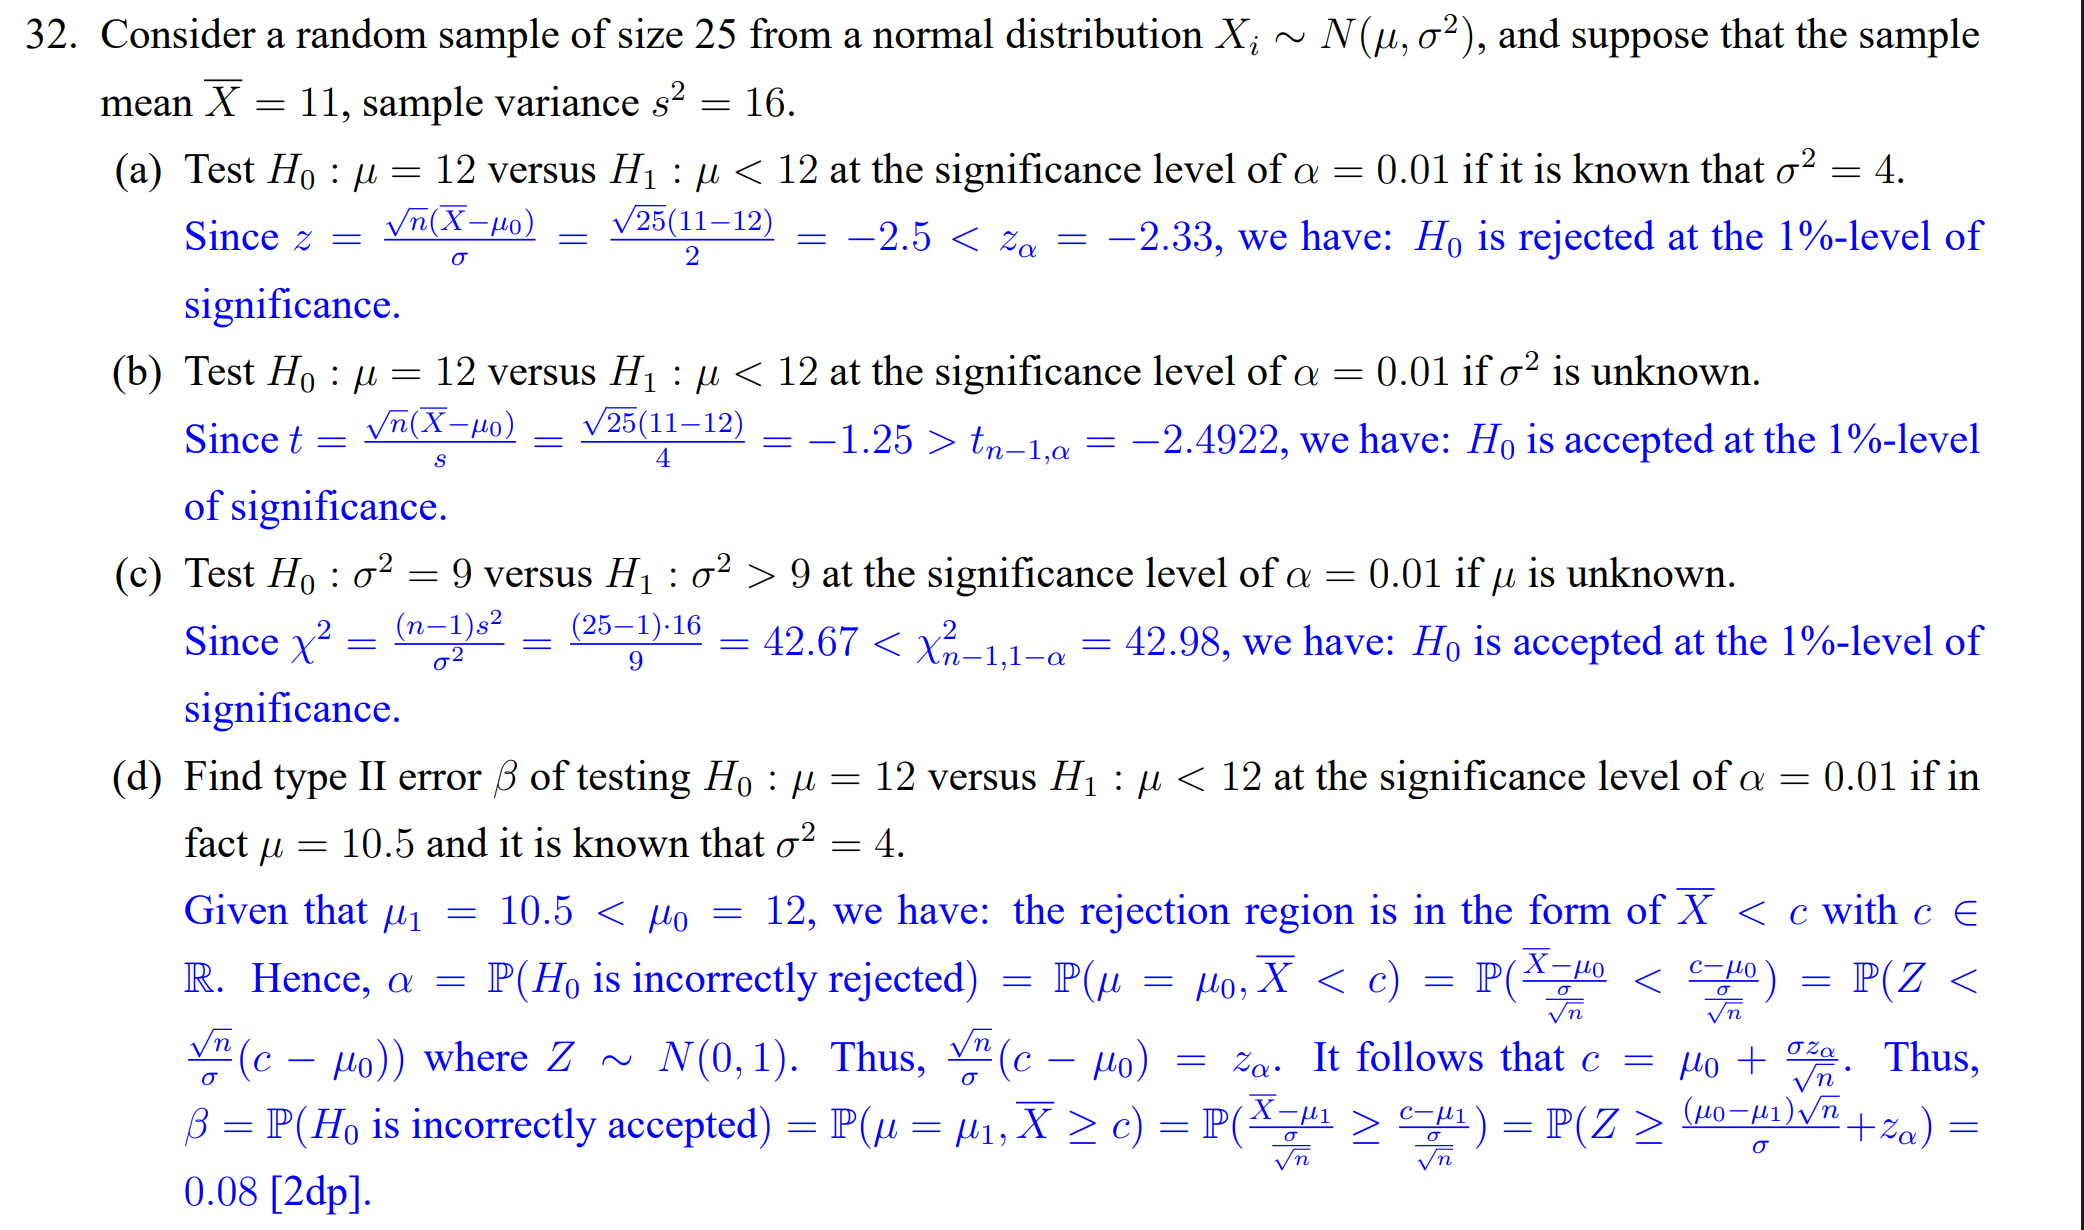 32. Consider a random sample of size 25 from a normal distribution $X_i \sim N(\mu, \sigma^2)$, and suppose that the sample
mean $\overline{X} = 11$, sample variance $s^2 = 16$.
(a) Test $H_0 : \mu = 12$ versus $H_1 : \mu < 12$ at the significance level of $\alpha = 0.01$ if it is known that $\sigma^2 = 4$.
Since $z = \frac{\sqrt{n}(\overline{X}-\mu_0)}{\sigma} = \frac{\sqrt{25}(11-12)}{2} = -2.5 < z_\alpha = -2.33$, we have: $H_0$ is rejected at the 1%-level of
significance.
(b) Test $H_0 : \mu = 12$ versus $H_1 : \mu < 12$ at the significance level of $\alpha = 0.01$ if $\sigma^2$ is unknown.
Since $t = \frac{\sqrt{n}(\overline{X}-\mu_0)}{s} = \frac{\sqrt{25}(11-12)}{4} = -1.25 > t_{n-1,\alpha} = -2.4922$, we have: $H_0$ is accepted at the 1%-level
of significance.
(c) Test $H_0 : \sigma^2 = 9$ versus $H_1 : \sigma^2 > 9$ at the significance level of $\alpha = 0.01$ if $\mu$ is unknown.
Since $\chi^2 = \frac{(n-1)s^2}{\sigma^2} = \frac{(25-1)\cdot 16}{9} = 42.67 < \chi^2_{n-1,1-\alpha} = 42.98$, we have: $H_0$ is accepted at the 1%-level of
significance.
(d) Find type II error $\beta$ of testing $H_0 : \mu = 12$ versus $H_1 : \mu < 12$ at the significance level of $\alpha = 0.01$ if in
fact $\mu = 10.5$ and it is known that $\sigma^2 = 4$.
Given that $\mu_1 = 10.5 < \mu_0 = 12$, we have: the rejection region is in the form of $\overline{X} < c$ with $c \in$
$\mathbb{R}$. Hence, $\alpha = \mathbb{P}(H_0$ is incorrectly rejected$) = \mathbb{P}(\mu = \mu_0, \overline{X} < c) = \mathbb{P}(\frac{\overline{X}-\mu_0}{\frac{\sigma}{\sqrt{n}}} < \frac{c-\mu_0}{\frac{\sigma}{\sqrt{n}}}) = \mathbb{P}(Z <$
$\frac{\sqrt{n}}{\sigma}(c - \mu_0))$ where $Z \sim N(0, 1)$. Thus, $\frac{\sqrt{n}}{\sigma}(c - \mu_0) = z_\alpha$. It follows that $c = \mu_0 + \frac{\sigma z_\alpha}{\sqrt{n}}$. Thus,
$\beta = \mathbb{P}(H_0$ is incorrectly accepted$) = \mathbb{P}(\mu = \mu_1, \overline{X} \geq c) = \mathbb{P}(\frac{\overline{X}-\mu_1}{\frac{\sigma}{\sqrt{n}}} \geq \frac{c-\mu_1}{\frac{\sigma}{\sqrt{n}}}) = \mathbb{P}(Z \geq \frac{(\mu_0-\mu_1)\sqrt{n}}{\sigma} + z_\alpha) =$
0.08 [2dp].